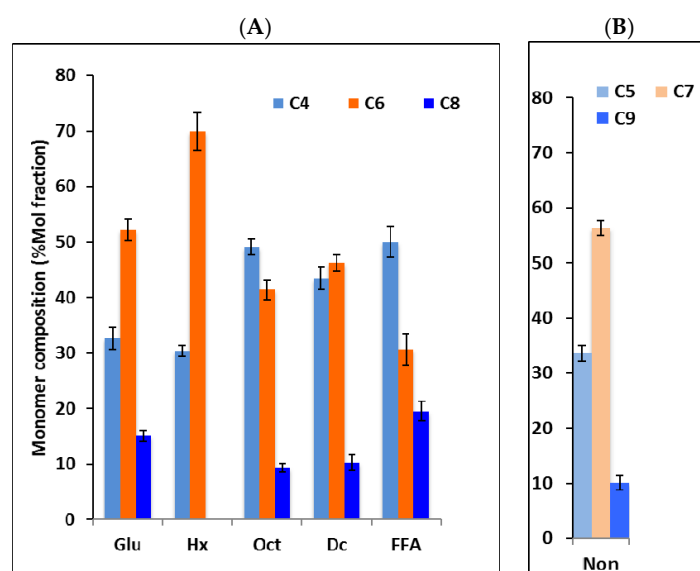 (A)
Monomer composition (%Mol fraction)
80
70
60
50
40
30
20
10
0
C4 C6 C8
Glu Hx Oct Dc FFA
(B)
80
70
60
50
40
30
20
10
0
C5 C7
C9
Non